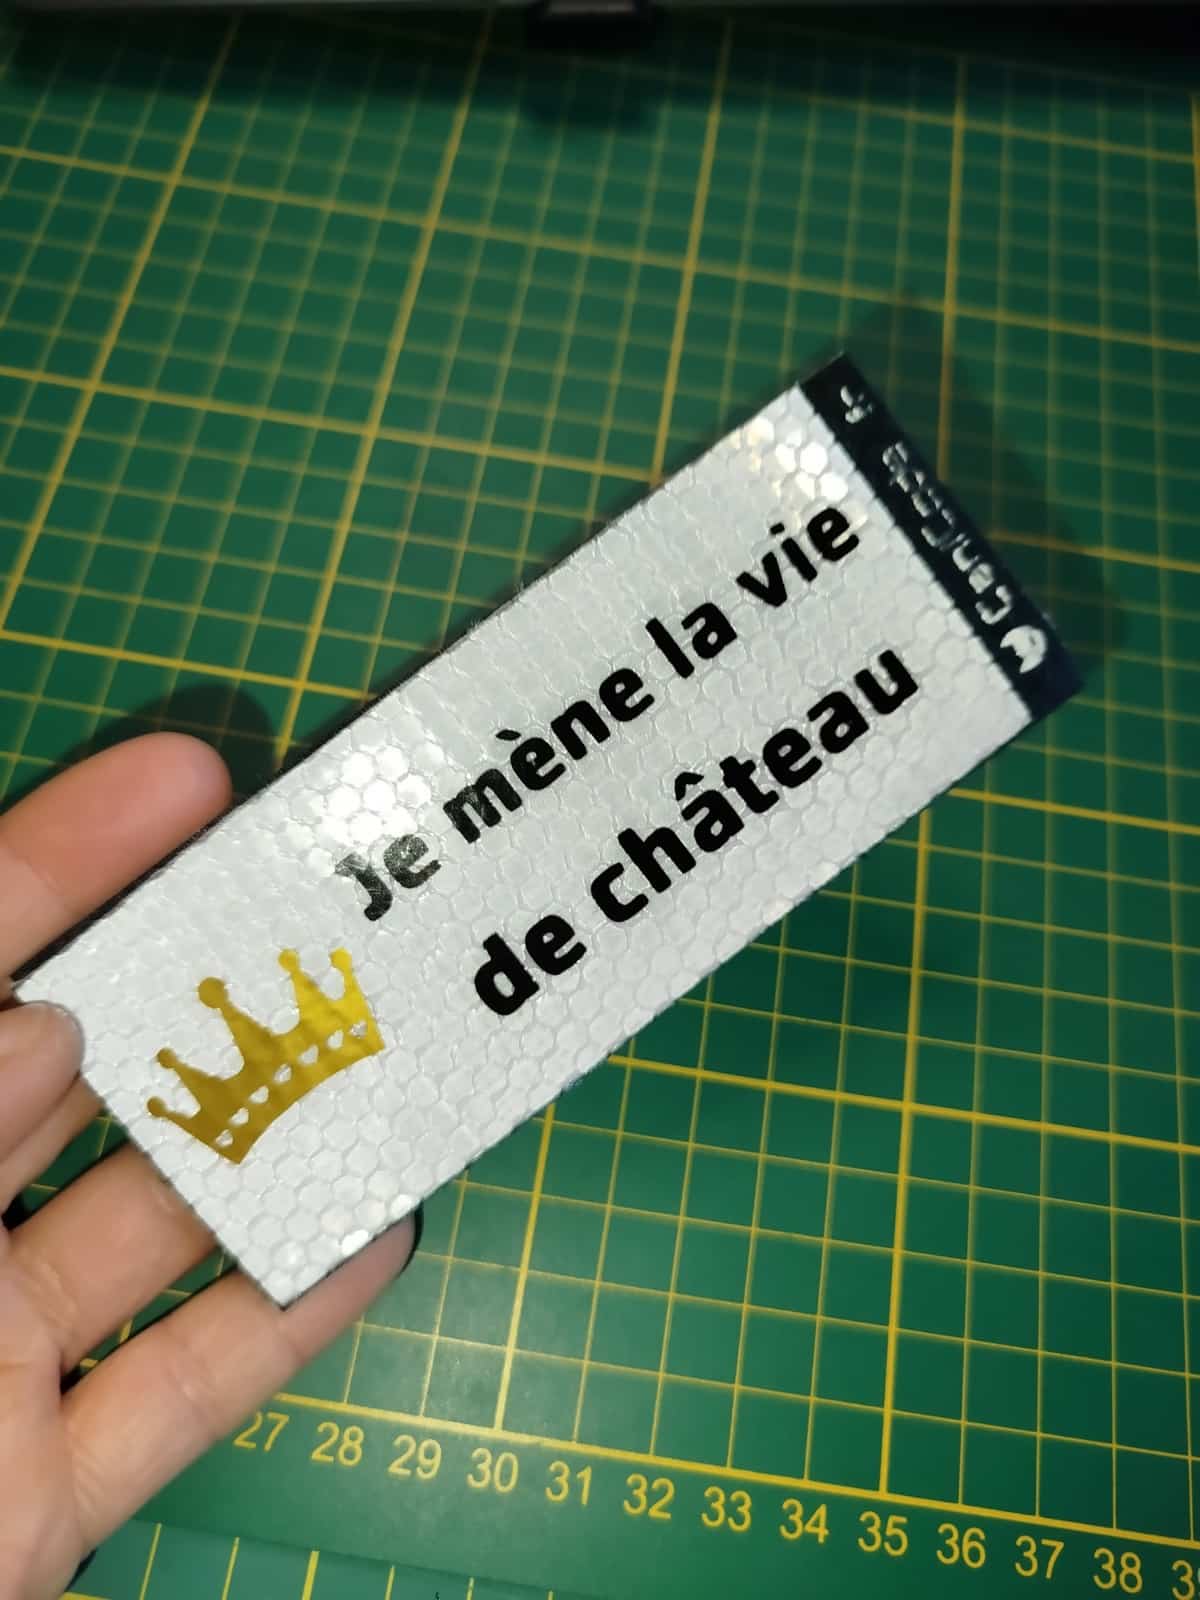 Je mène la vie
de château
27 28 29 30 31 32 33 34 35 36 37 38